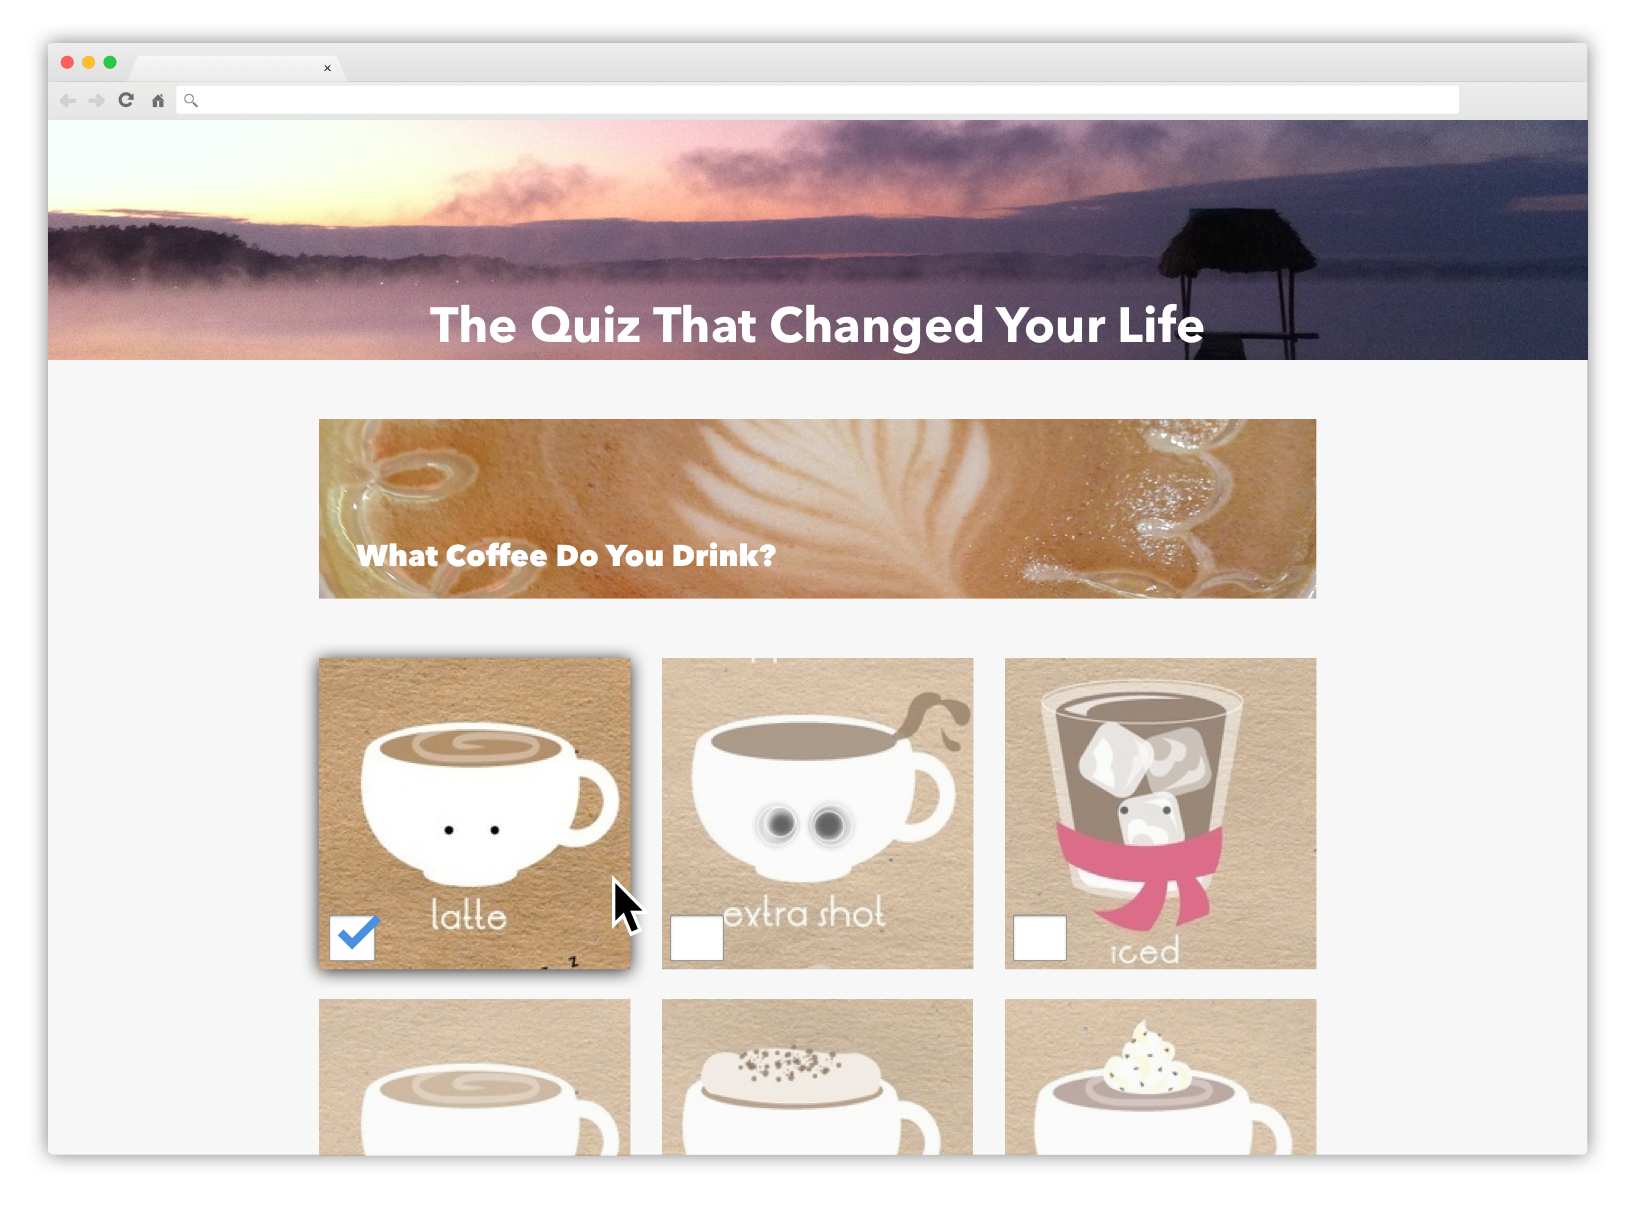 The Quiz That Changed Your Life
What Coffee Do You Drink?
latte
extra shot
iced
z